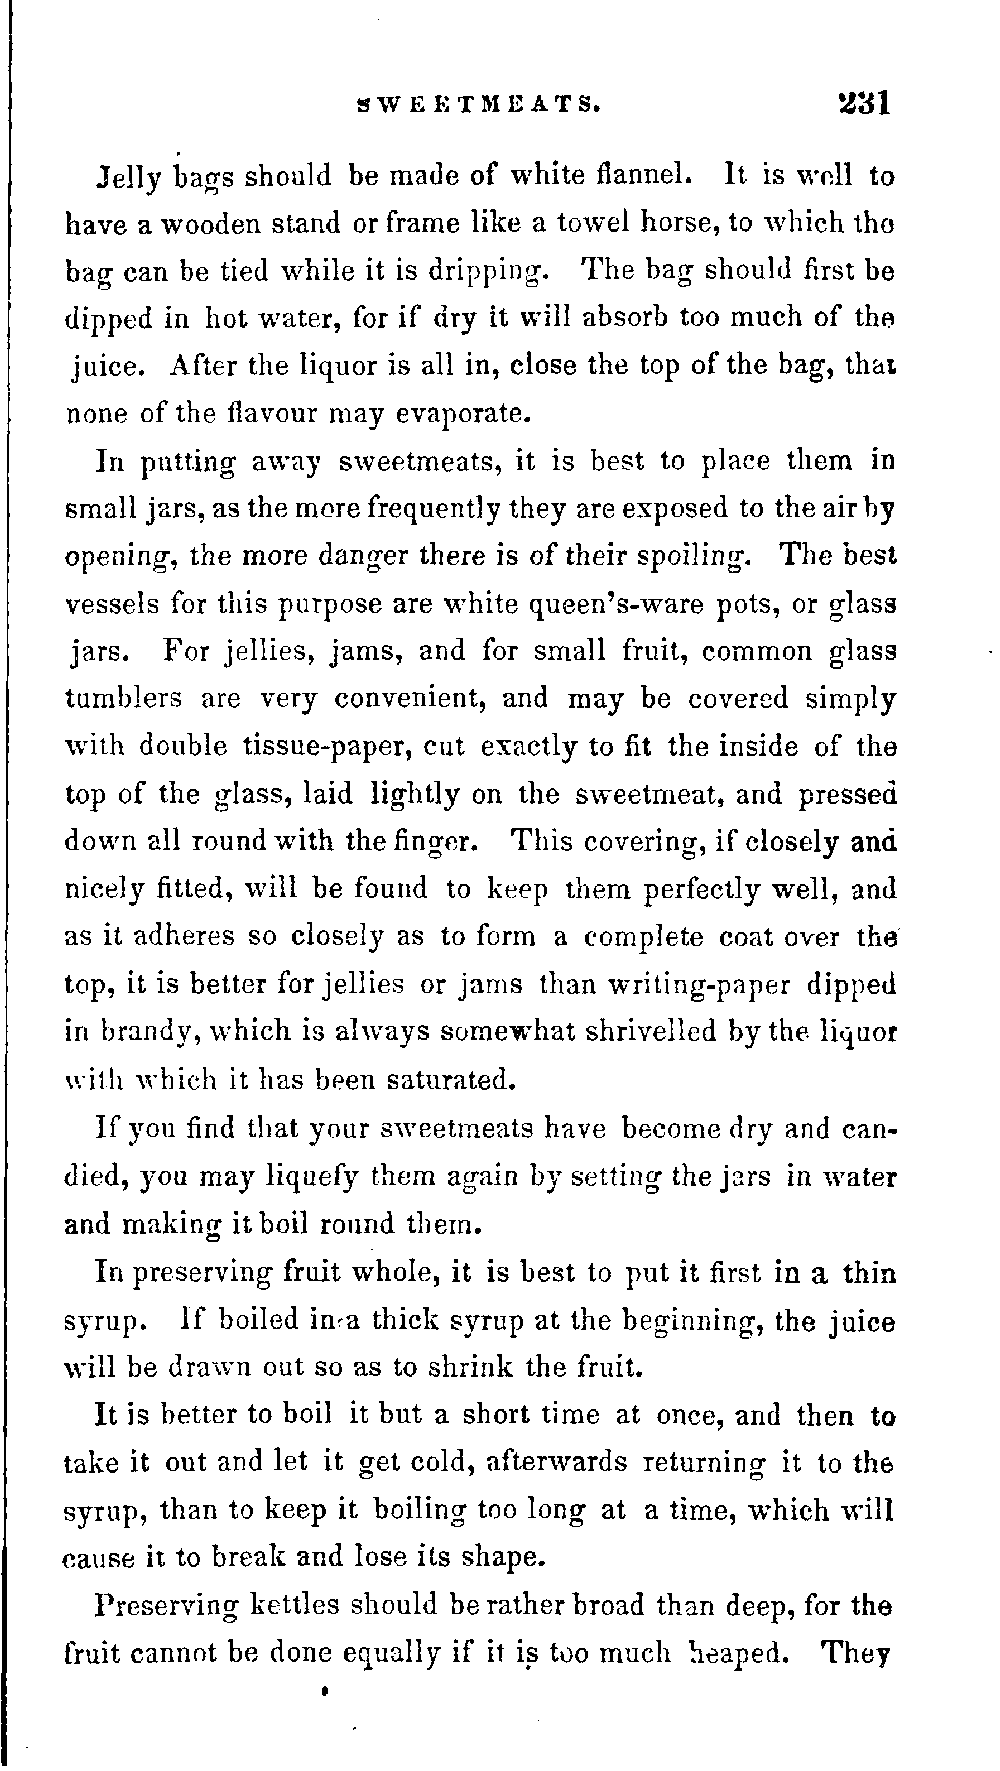 SWEETMEATS. 231
Jelly bags should be made of white flannel. It is well to
have a wooden stand or frame like a towel horse, to which the
bag can be tied while it is dripping. The bag should first be
dipped in hot water, for if dry it will absorb too much of the
juice. After the liquor is all in, close the top of the bag, that
none of the flavour may evaporate.
In putting away sweetmeats, it is best to place them in
small jars, as the more frequently they are exposed to the air by
opening, the more danger there is of their spoiling. The best
vessels for this purpose are white queen's-ware pots, or glass
jars. For jellies, jams, and for small fruit, common glass
tumblers are very convenient, and may be covered simply
with double tissue-paper, cut exactly to fit the inside of the
top of the glass, laid lightly on the sweetmeat, and pressed
down all round with the finger. This covering, if closely and
nicely fitted, will be found to keep them perfectly well, and
as it adheres so closely as to form a complete coat over the
top, it is better for jellies or jams than writing-paper dipped
in brandy, which is always somewhat shrivelled by the liquor
with which it has been saturated.
If you find that your sweetmeats have become dry and can-
died, you may liquefy them again by setting the jars in water
and making it boil round them.
In preserving fruit whole, it is best to put it first in a thin
syrup. If boiled in a thick syrup at the beginning, the juice
will be drawn out so as to shrink the fruit.
It is better to boil it but a short time at once, and then to
take it out and let it get cold, afterwards returning it to the
syrup, than to keep it boiling too long at a time, which will
cause it to break and lose its shape.
Preserving kettles should be rather broad than deep, for the
fruit cannot be done equally if it is too much heaped. They